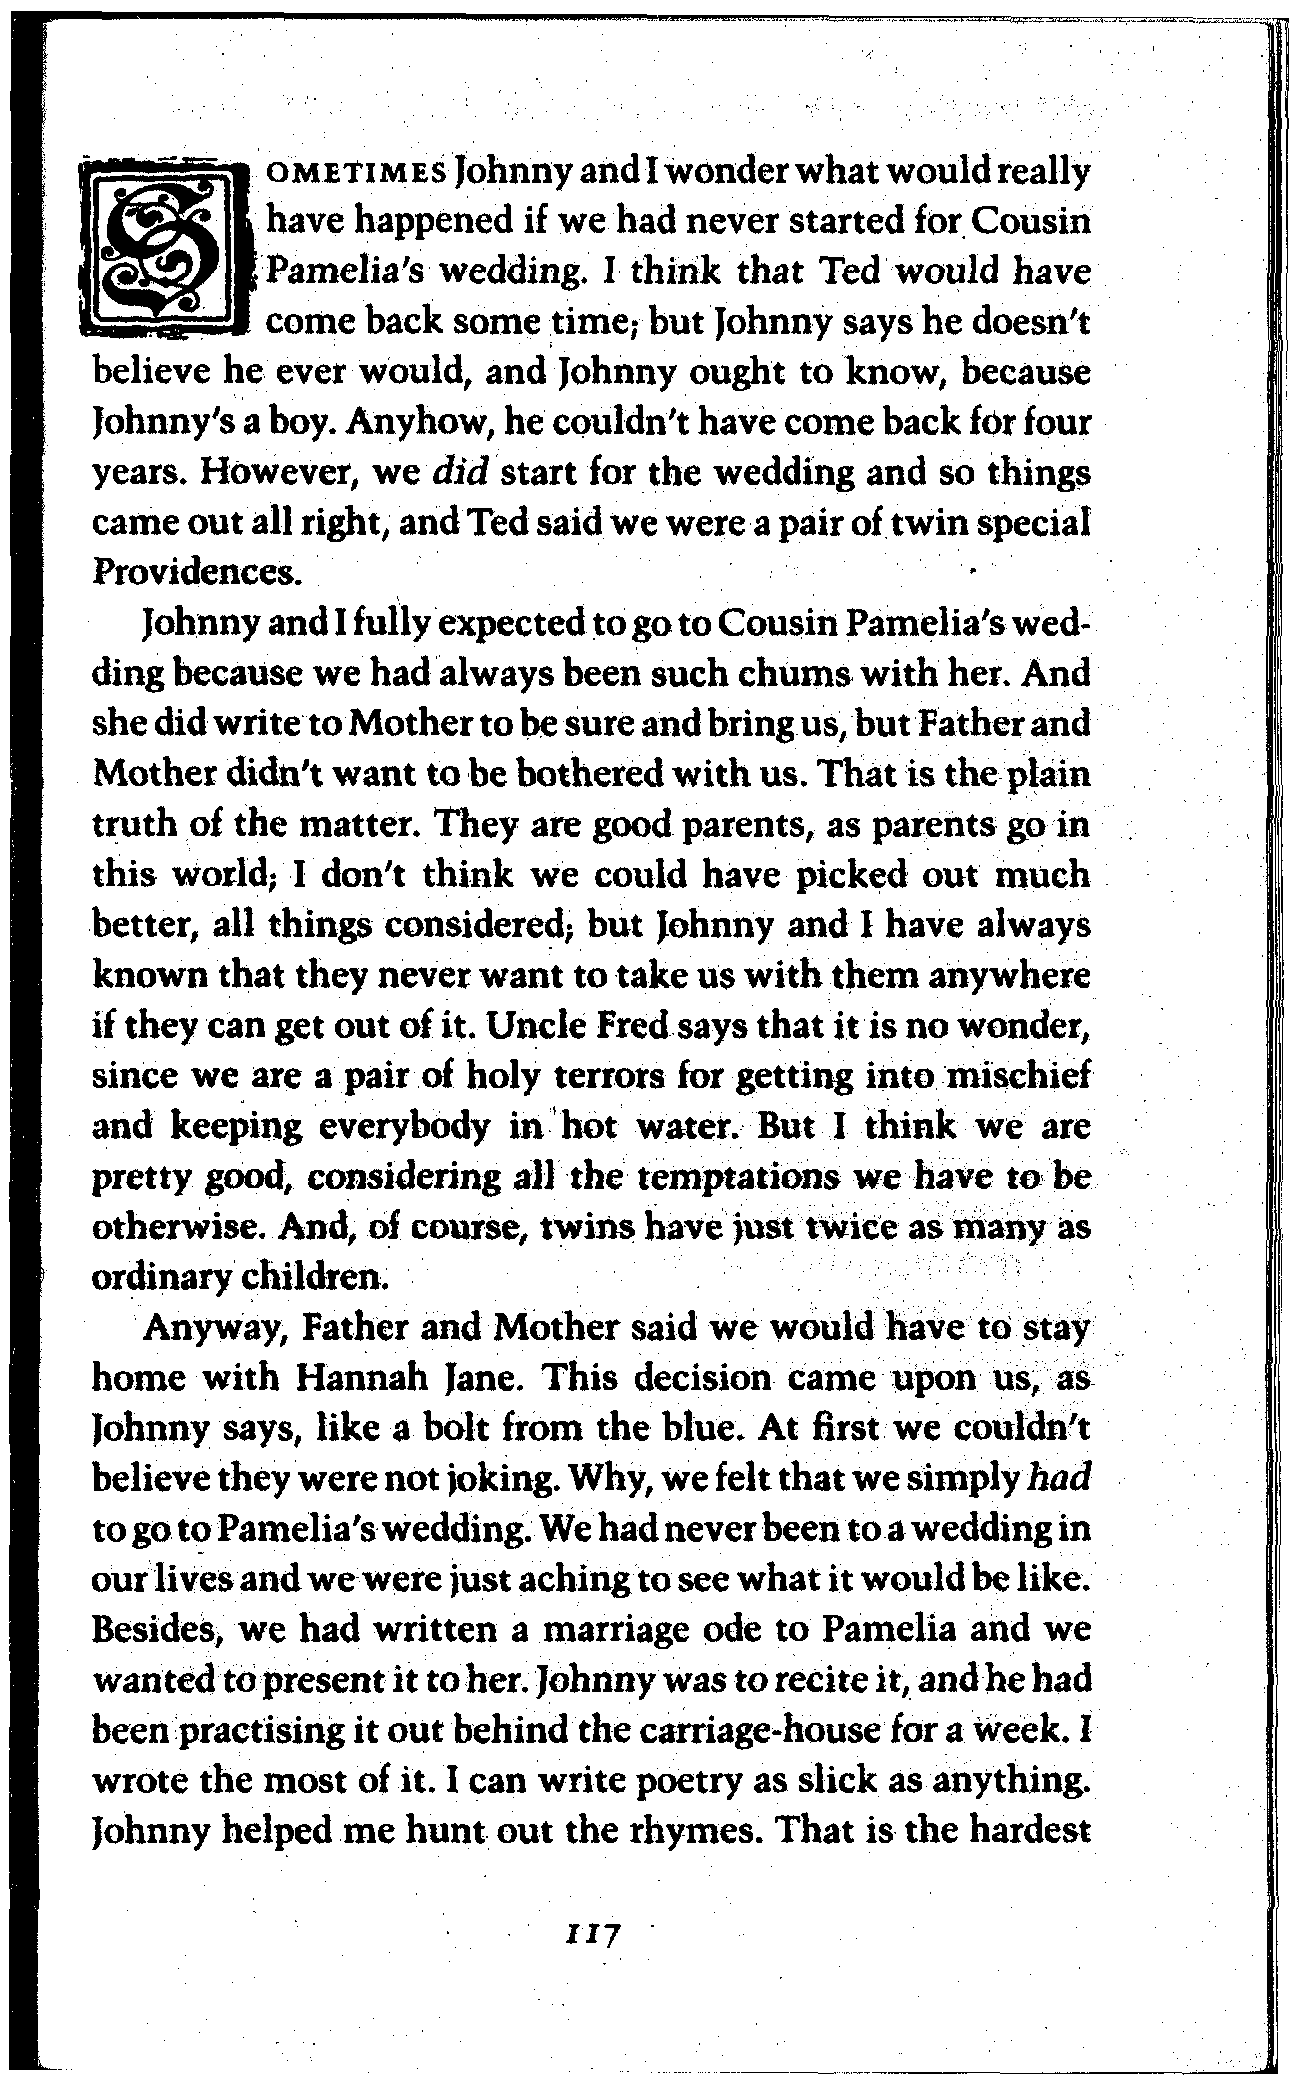 SOMETIMES Johnny and I wonder what would really
have happened if we had never started for Cousin
Pamelia's wedding. I think that Ted would have
come back some time; but Johnny says he doesn't
believe he ever would, and Johnny ought to know, because
Johnny's a boy. Anyhow, he couldn't have come back for four
years. However, we did start for the wedding and so things
came out all right, and Ted said we were a pair of twin special
Providences.
Johnny and I fully expected to go to Cousin Pamelia's wed-
ding because we had always been such chums with her. And
she did write to Mother to be sure and bring us, but Father and
Mother didn't want to be bothered with us. That is the plain
truth of the matter. They are good parents, as parents go in
this world; I don't think we could have picked out much
better, all things considered; but Johnny and I have always
known that they never want to take us with them anywhere
if they can get out of it. Uncle Fred says that it is no wonder,
since we are a pair of holy terrors for getting into mischief
and keeping everybody in hot water. But I think we are
pretty good, considering all the temptations we have to be
otherwise. And, of course, twins have just twice as many as
ordinary children.
Anyway, Father and Mother said we would have to stay
home with Hannah Jane. This decision came upon us, as
Johnny says, like a bolt from the blue. At first we couldn't
believe they were not joking. Why, we felt that we simply had
to go to Pamelia's wedding. We had never been to a wedding in
our lives and we were just aching to see what it would be like.
Besides, we had written a marriage ode to Pamelia and we
wanted to present it to her. Johnny was to recite it, and he had
been practising it out behind the carriage-house for a week. I
wrote the most of it. I can write poetry as slick as anything.
Johnny helped me hunt out the rhymes. That is the hardest
117